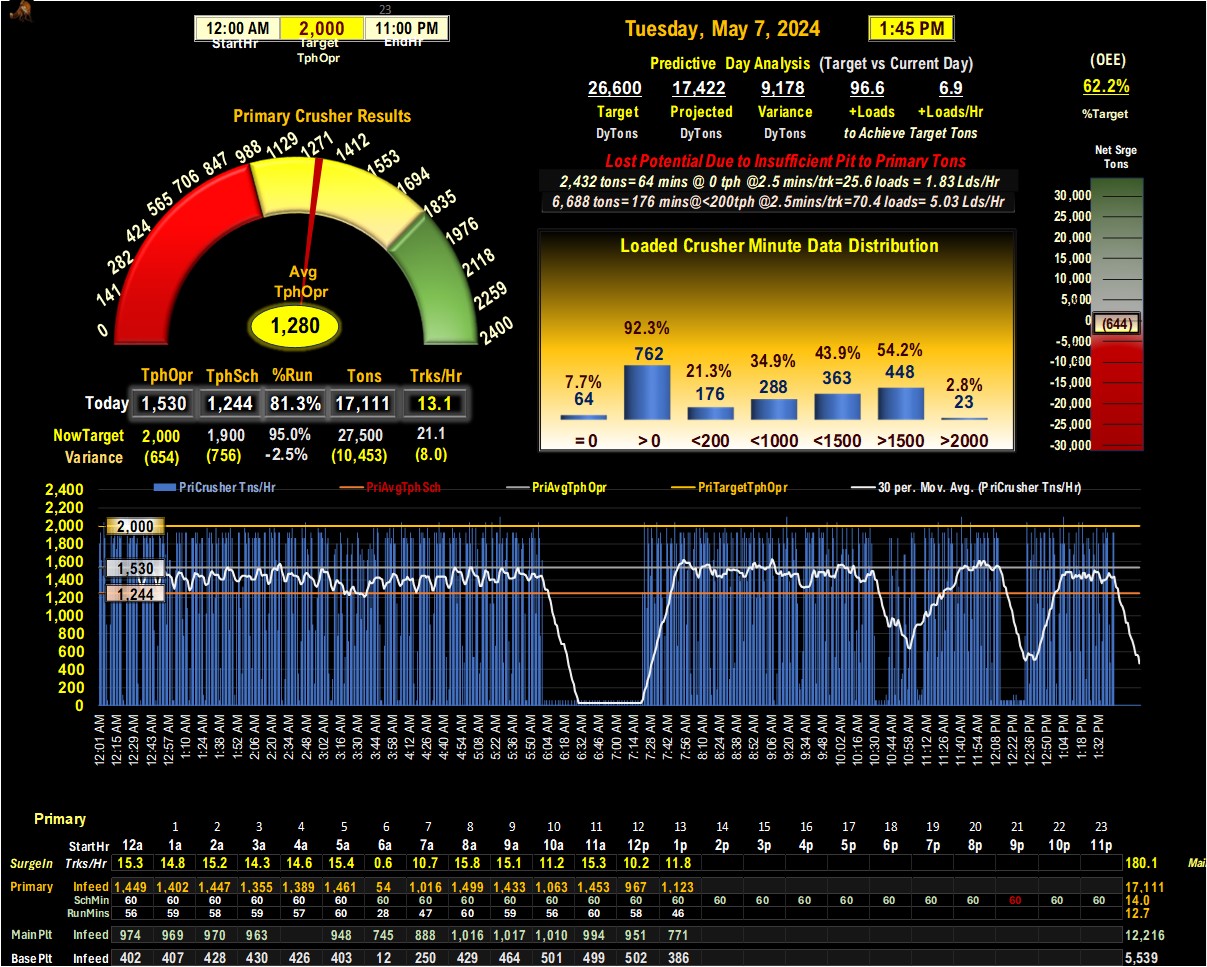 23
12:00 AM 2,000 11:00 PM
StartHr Target EndHr
TphOpr
Tuesday, May 7, 2024 1:45 PM
Predictive Day Analysis (Target vs Current Day)
26,600 17,422 9,178 96.6 6.9
Target Projected Variance +Loads +Loads/Hr
DyTons DyTons DyTons to Achieve Target Tons
(OEE)
62.2%
%Target
Lost Potential Due to Insufficient Pit to Primary Tons
2,432 tons=64 mins @ 0 tph @2.5 mins/trk=25.6 loads = 1.83 Lds/Hr
6,688 tons= 176 mins@<200tph @2.5mins/trk=70.4 loads= 5.03 Lds/Hr
Primary Crusher Results
0 141 282 424 565 706 847 988 1129 1271 1412 1553 1694 1835 1976 2118 2259 2400
Avg
TphOpr
1,280
Loaded Crusher Minute Data Distribution
7.7% 92.3% 21.3% 34.9% 43.9% 54.2% 2.8%
64 762 176 288 363 448 23
= 0 > 0 <200 <1000 <1500 >1500 >2000
Net Srge
Tons
30,000
25,000
20,000
15,000
10,000
5,000
0
(644)
-5,000
-10,000
-15,000
-20,000
-25,000
-30,000
TphOpr TphSch %Run Tons Trks/Hr
Today 1,530 1,244 81.3% 17,111 13.1
NowTarget 2,000 1,900 95.0% 27,500 21.1
Variance (654) (756) -2.5% (10,453) (8.0)
PriCrusher Tns/Hr PriAvgTphSch PriAvgTphOpr PriTargetTphOpr 30 per. Mov. Avg. (PriCrusher Tns/Hr)
2,400
2,200
2,000
1,800
1,600
1,400
1,200
1,000
800
600
400
200
0
2,000
1,530
1,244
12:01 AM 12:15 AM 12:29 AM 12:43 AM 12:57 AM 1:10 AM 1:24 AM 1:38 AM 1:52 AM 2:06 AM 2:20 AM 2:34 AM 2:48 AM 3:02 AM 3:16 AM 3:30 AM 3:44 AM 3:58 AM 4:12 AM 4:26 AM 4:40 AM 4:54 AM 5:08 AM 5:22 AM 5:36 AM 5:50 AM 6:04 AM 6:18 AM 6:32 AM 6:46 AM 7:00 AM 7:14 AM 7:28 AM 7:42 AM 7:56 AM 8:10 AM 8:24 AM 8:38 AM 8:52 AM 9:06 AM 9:20 AM 9:34 AM 9:48 AM 10:02 AM 10:16 AM 10:30 AM 10:44 AM 10:58 AM 11:12 AM 11:26 AM 11:40 AM 11:54 AM 12:08 PM 12:22 PM 12:36 PM 12:50 PM 1:04 PM 1:18 PM 1:32 PM
Primary
1 2 3 4 5 6 7 8 9 10 11 12 13 14 15 16 17 18 19 20 21 22 23
StartHr 12a 1a 2a 3a 4a 5a 6a 7a 8a 9a 10a 11a 12p 1p 2p 3p 4p 5p 6p 7p 8p 9p 10p 11p
SurgeIn Trks/Hr 15.3 14.8 15.2 14.3 14.6 15.4 0.6 10.7 15.8 15.1 11.2 15.3 10.2 11.8 180.1
Primary Infeed 1,449 1,402 1,447 1,355 1,389 1,461 54 1,016 1,499 1,433 1,063 1,453 967 1,123 17,111
SchMin 60 60 60 60 60 60 60 60 60 60 60 60 60 60 60 60 60 60 60 60 60 60 60 60 14.0
RunMins 56 59 58 59 57 60 28 47 60 59 56 60 58 46 12.7
Main Plt Infeed 974 969 970 963 948 745 888 1,016 1,017 1,010 994 951 771 12,216
Base Plt Infeed 402 407 428 430 426 403 12 250 429 464 501 499 502 386 5,539